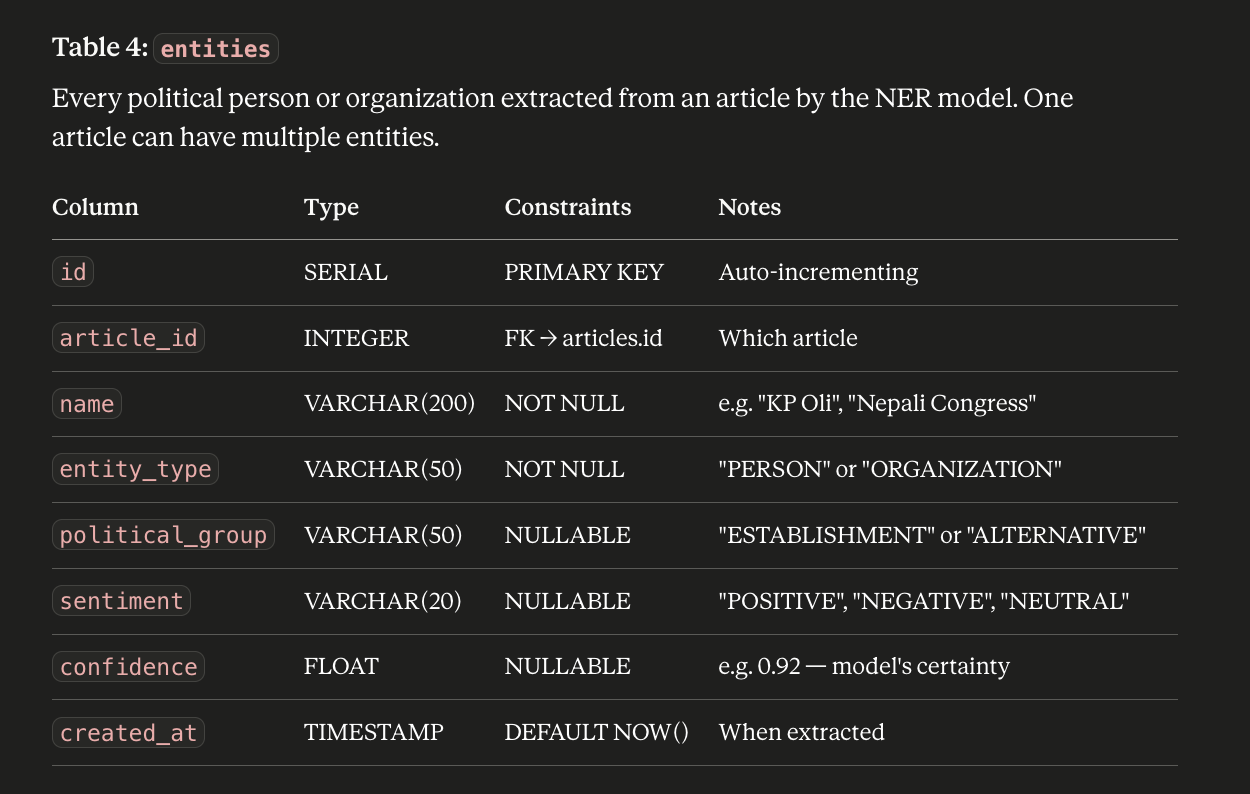 Table 4: entities
Every political person or organization extracted from an article by the NER model. One
article can have multiple entities.
Column Type Constraints Notes
id SERIAL PRIMARY KEY Auto-incrementing
article_id INTEGER FK → articles.id Which article
name VARCHAR(200) NOT NULL e.g. "KP Oli", "Nepali Congress"
entity_type VARCHAR(50) NOT NULL "PERSON" or "ORGANIZATION"
political_group VARCHAR(50) NULLABLE "ESTABLISHMENT" or "ALTERNATIVE"
sentiment VARCHAR(20) NULLABLE "POSITIVE", "NEGATIVE", "NEUTRAL"
confidence FLOAT NULLABLE e.g. 0.92 — model's certainty
created_at TIMESTAMP DEFAULT NOW() When extracted